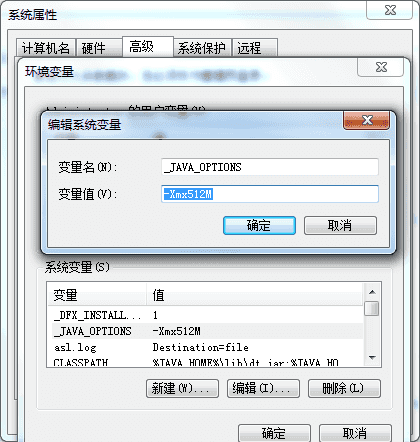 系统属性
计算机名 硬件 高级 系统保护 远程
环境变量
编辑系统变量
变量名(N): _JAVA_OPTIONS
变量值(V): -Xmx512M
确定 取消
系统变量(S)
变量 值
_DFX_INSTALL... 1
_JAVA_OPTIONS -Xmx512M
asl.log Destination=file
CLASSPATH %JAVA_HOME%\lib\dt.jar;%JAVA_HO
新建(W)... 编辑(I)... 删除(L)
确定 取消